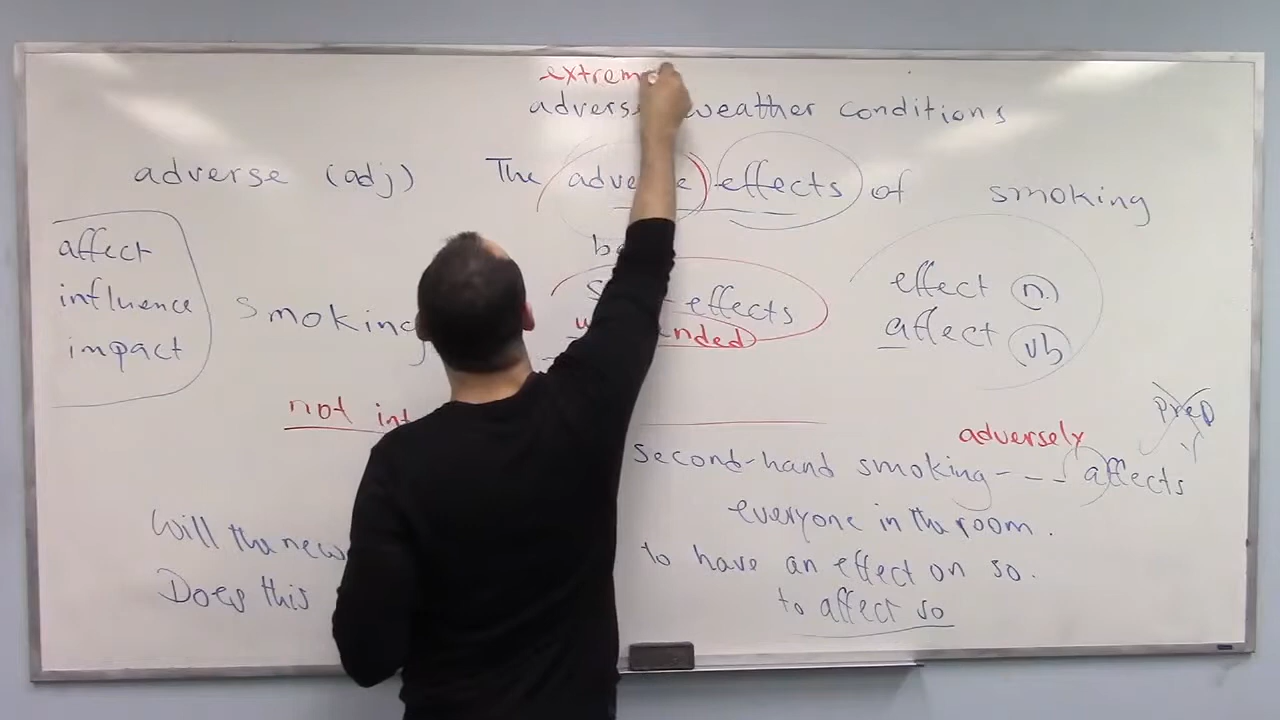 extrem
adverse weather conditions
adverse (adj) The adverse effects of smoking
affect
influence
impact
smoking
effects
effect n.
affect vb
not
prep
adversely
second-hand smoking --- affects
everyone in the room.
Will the new
Does this
to have an effect on so.
to affect so